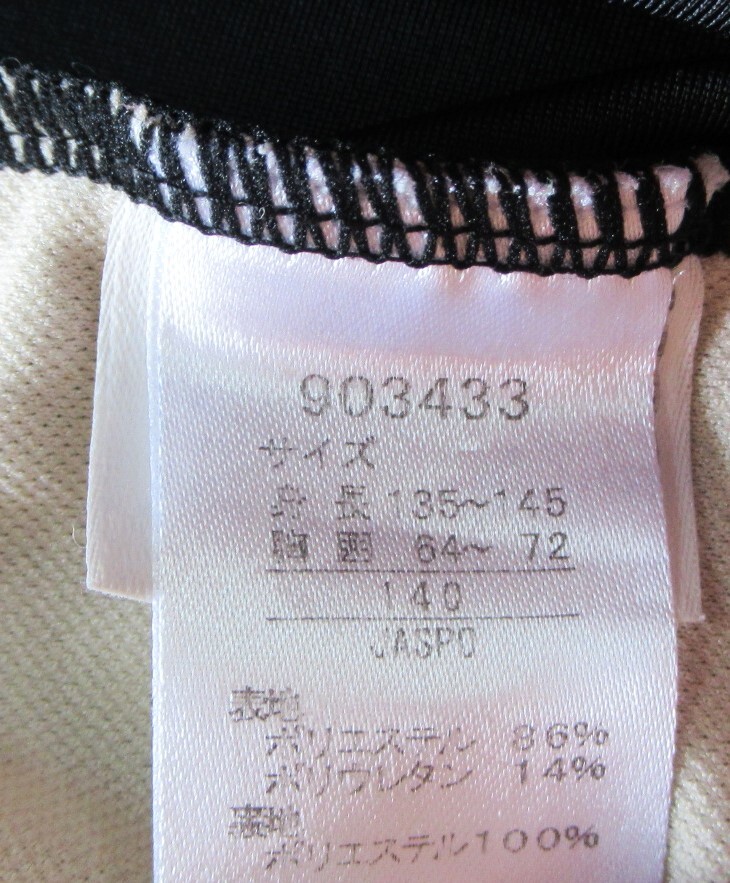 903433
サイズ
身長 135~145
胸囲 64~ 72
140
JASPO
表地
ポリエステル 86%
ポリウレタン 14%
裏地
ポリエステル100%